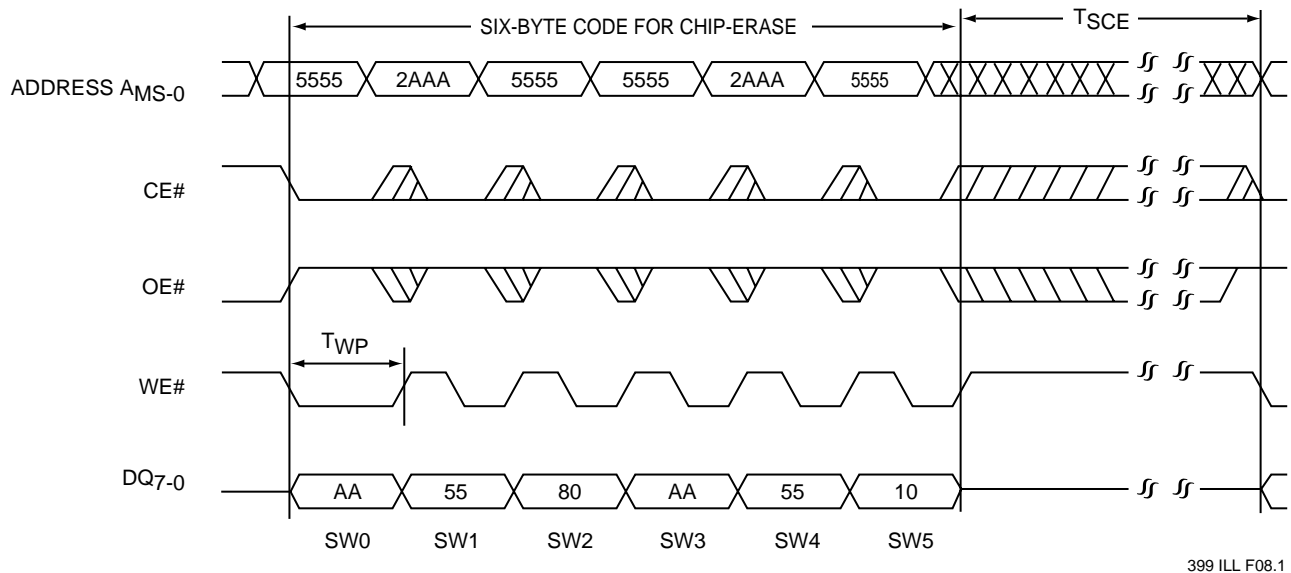 SIX-BYTE CODE FOR CHIP-ERASE TSCE
ADDRESS AMS-0 5555 2AAA 5555 5555 2AAA 5555
CE#
OE#
TWP
WE#
DQ7-0 AA 55 80 AA 55 10
SW0 SW1 SW2 SW3 SW4 SW5
399 ILL F08.1